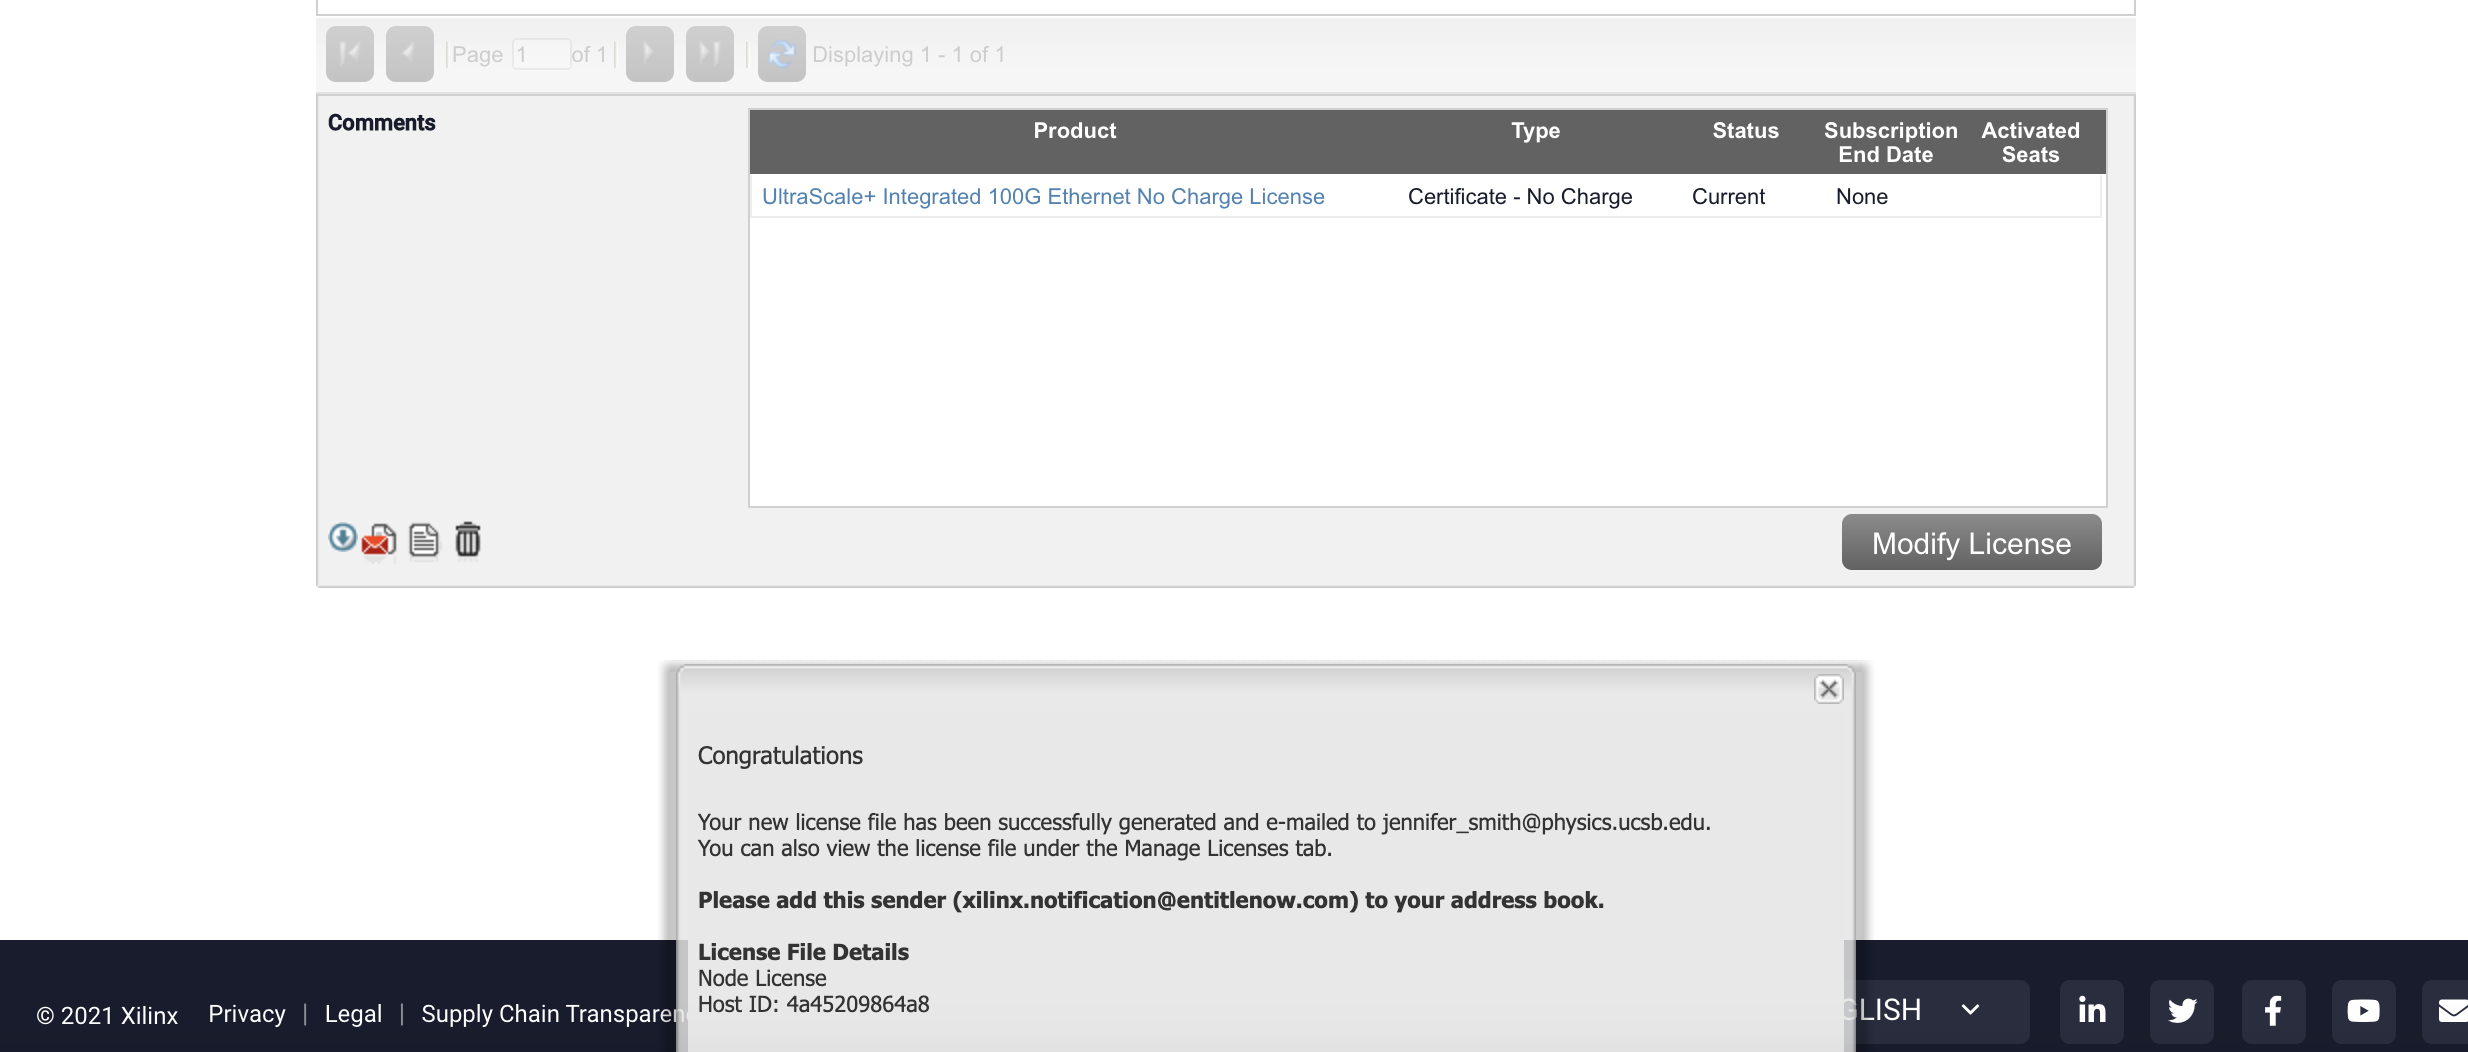 Page 1 of 1 Displaying 1 - 1 of 1
Comments
Product Type Status Subscription End Date Activated Seats
UltraScale+ Integrated 100G Ethernet No Charge License Certificate - No Charge Current None
Modify License
Congratulations
Your new license file has been successfully generated and e-mailed to jennifer_smith@physics.ucsb.edu.
You can also view the license file under the Manage Licenses tab.
Please add this sender (xilinx.notification@entitlenow.com) to your address book.
License File Details
Node License
Host ID: 4a45209864a8
© 2021 Xilinx Privacy | Legal | Supply Chain Transparen
GLISH